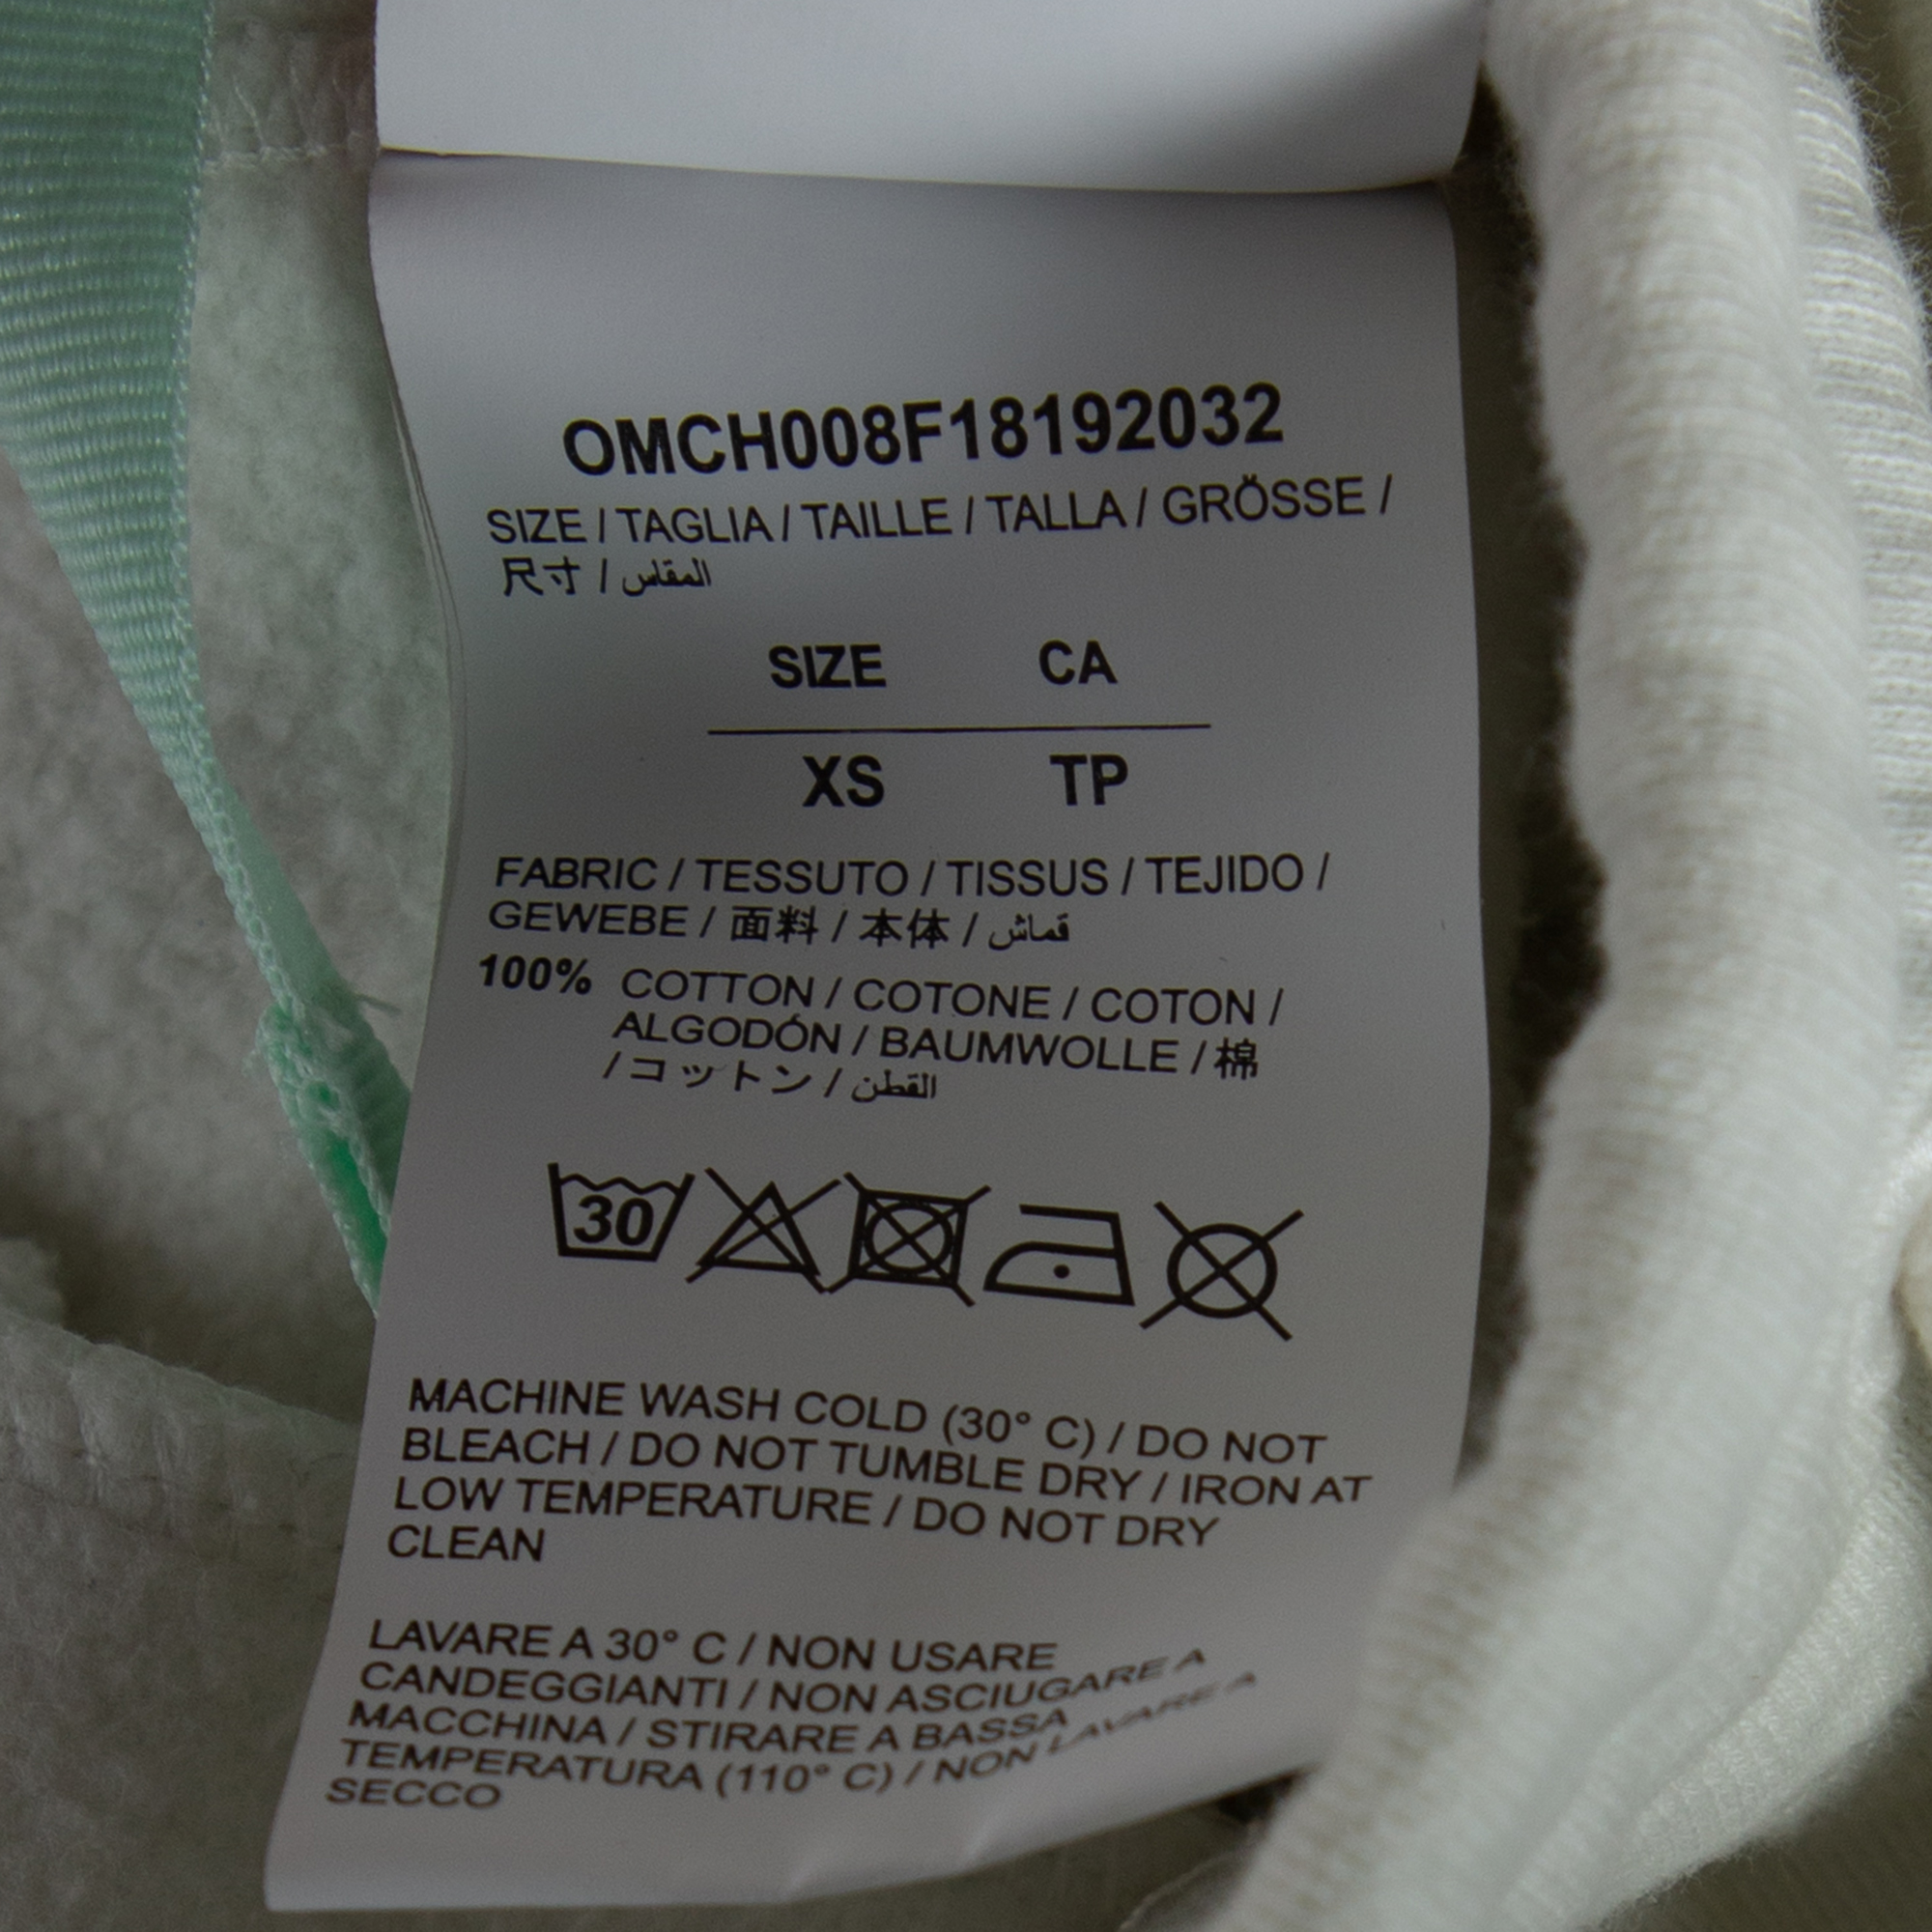 OMCH008F18192032
SIZE / TAGLIA / TAILLE / TALLA / GRÖSSE /
尺寸 / المقاس
SIZE CA
XS TP
FABRIC / TESSUTO / TISSUS / TEJIDO /
GEWEBE / 面料 / 本体 / قماش
100% COTTON / COTONE / COTON /
ALGODÓN / BAUMWOLLE / 棉
/ コットン / القطن
30
MACHINE WASH COLD (30° C) / DO NOT
BLEACH / DO NOT TUMBLE DRY / IRON AT
LOW TEMPERATURE / DO NOT DRY
CLEAN
LAVARE A 30° C / NON USARE
CANDEGGIANTI / NON ASCIUGARE A
MACCHINA / STIRARE A BASSA
TEMPERATURA (110° C) / NON LAVARE A
SECCO